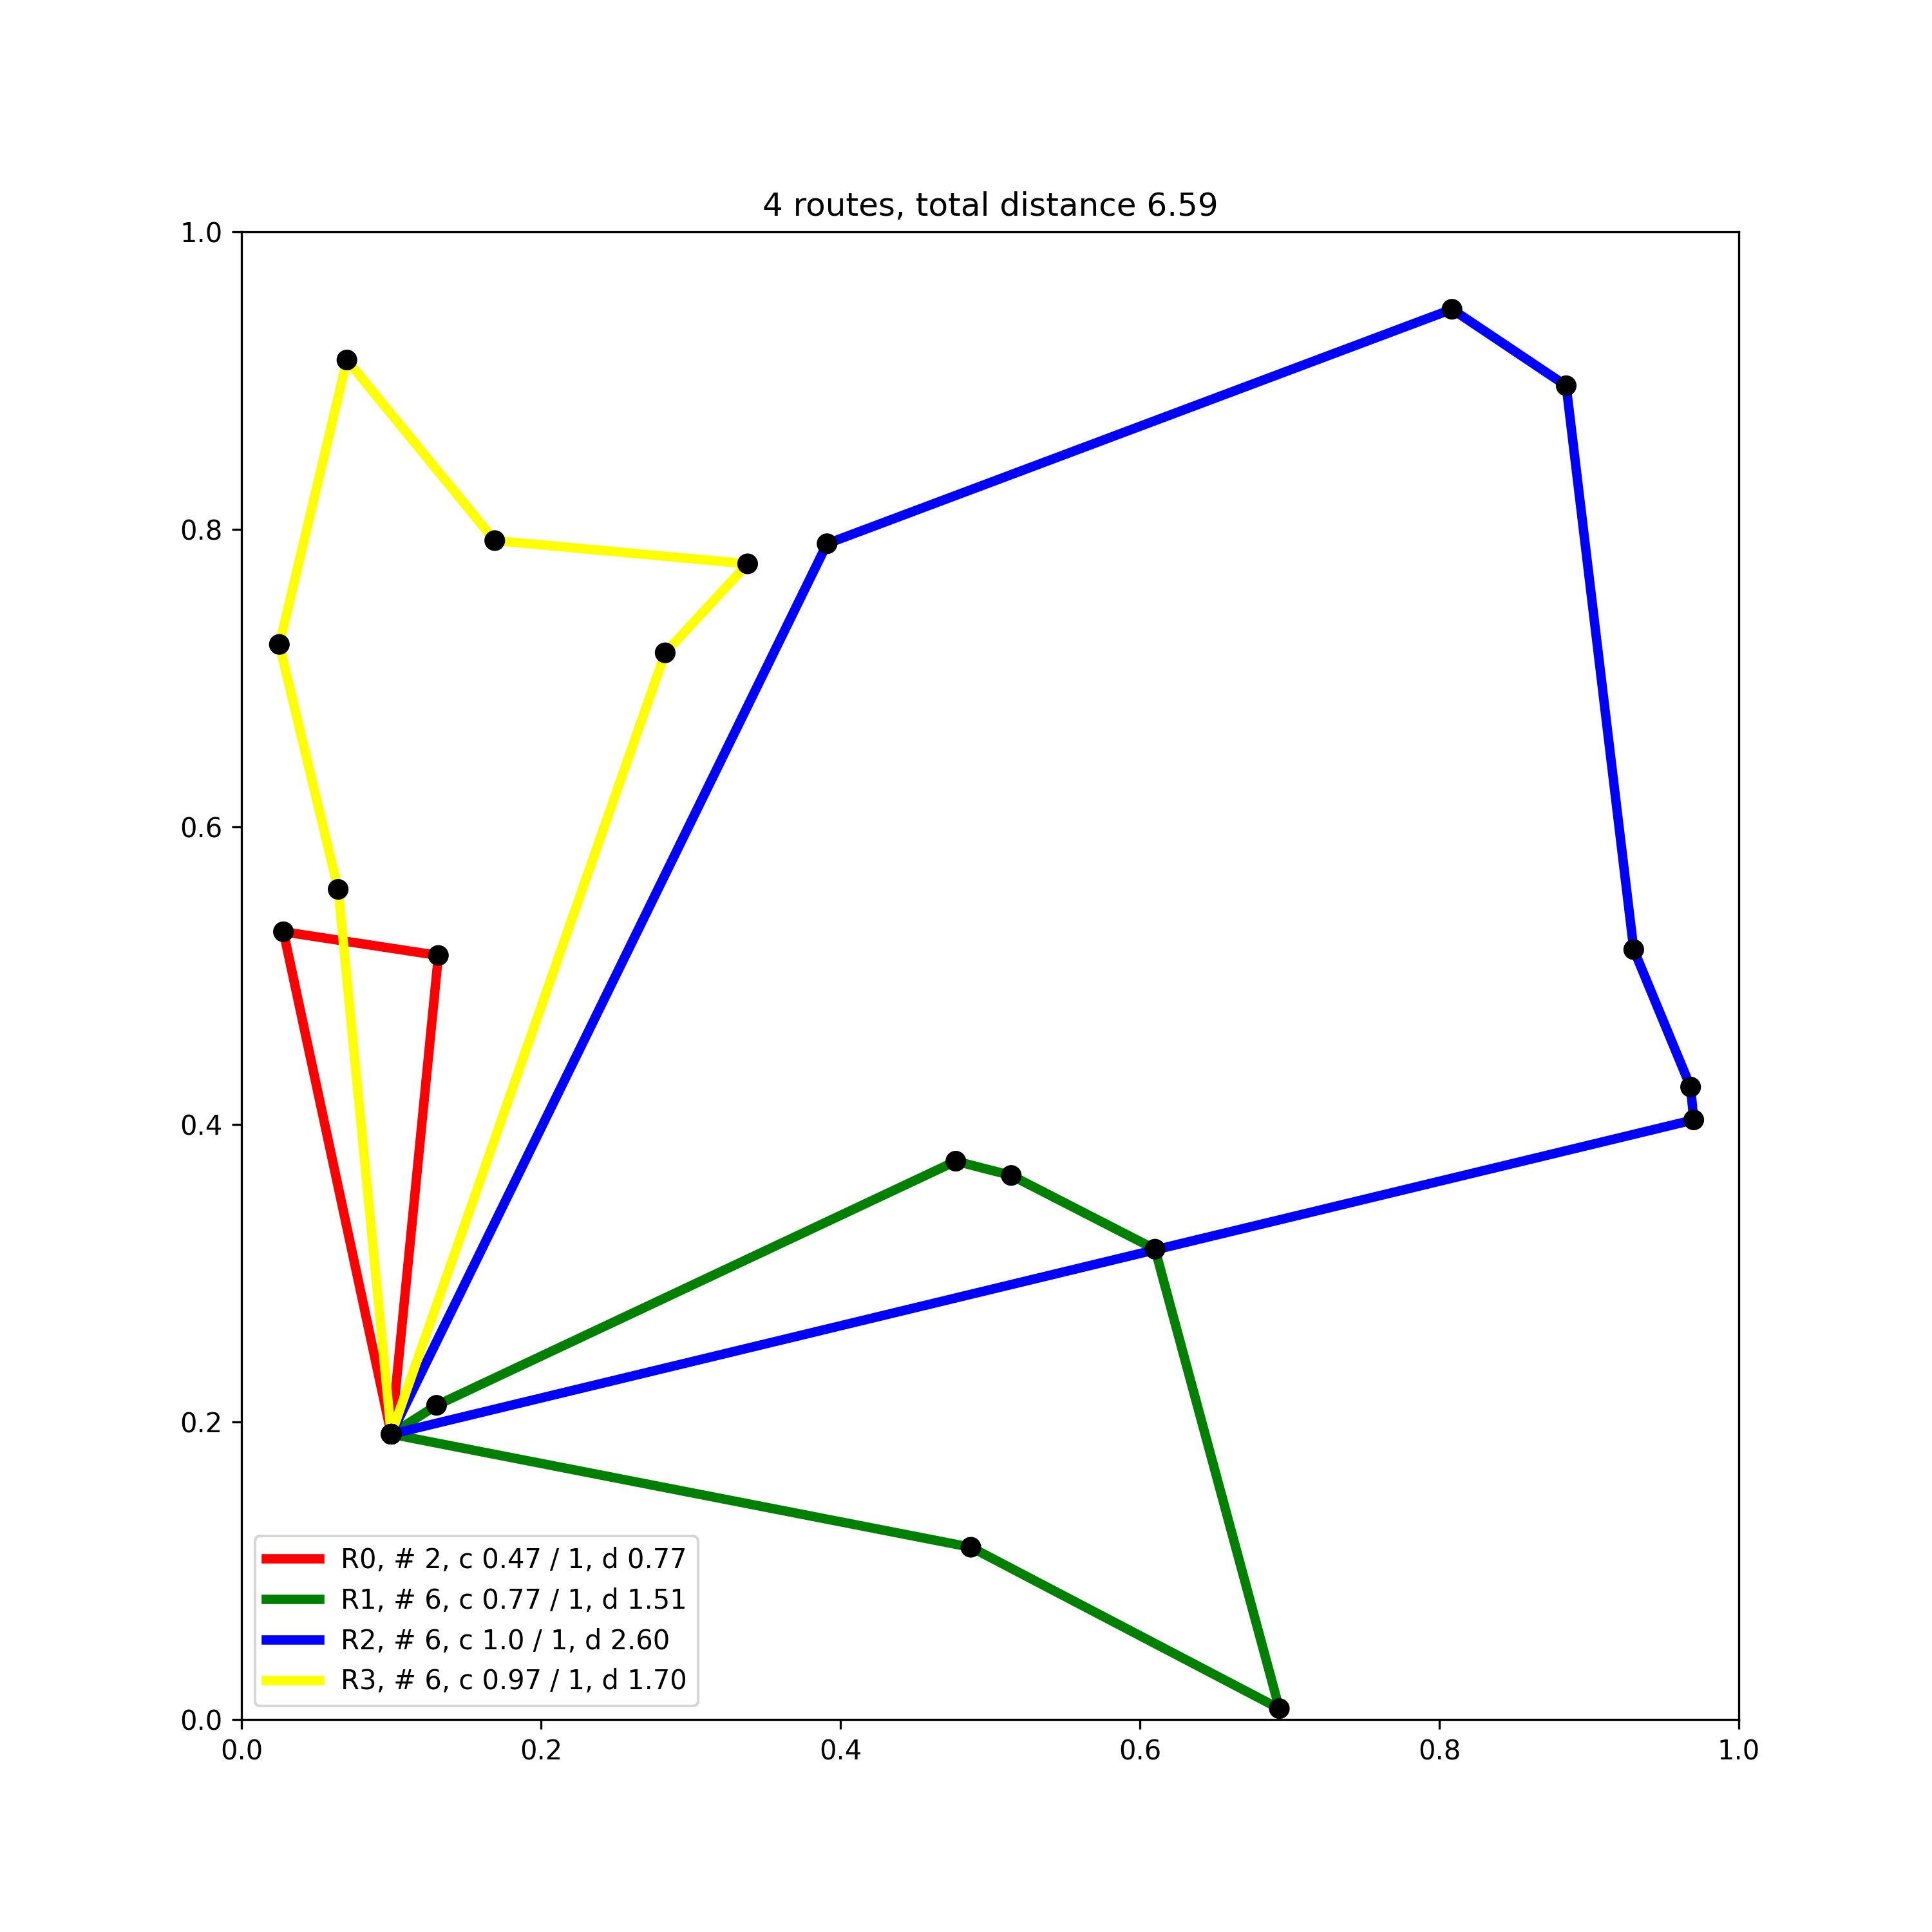 4 routes, total distance 6.59
1.0
0.8
0.6
0.4
0.2
0.0
R0, # 2, c 0.47 / 1, d 0.77
R1, # 6, c 0.77 / 1, d 1.51
R2, # 6, c 1.0 / 1, d 2.60
R3, # 6, c 0.97 / 1, d 1.70
0.0 0.2 0.4 0.6 0.8 1.0